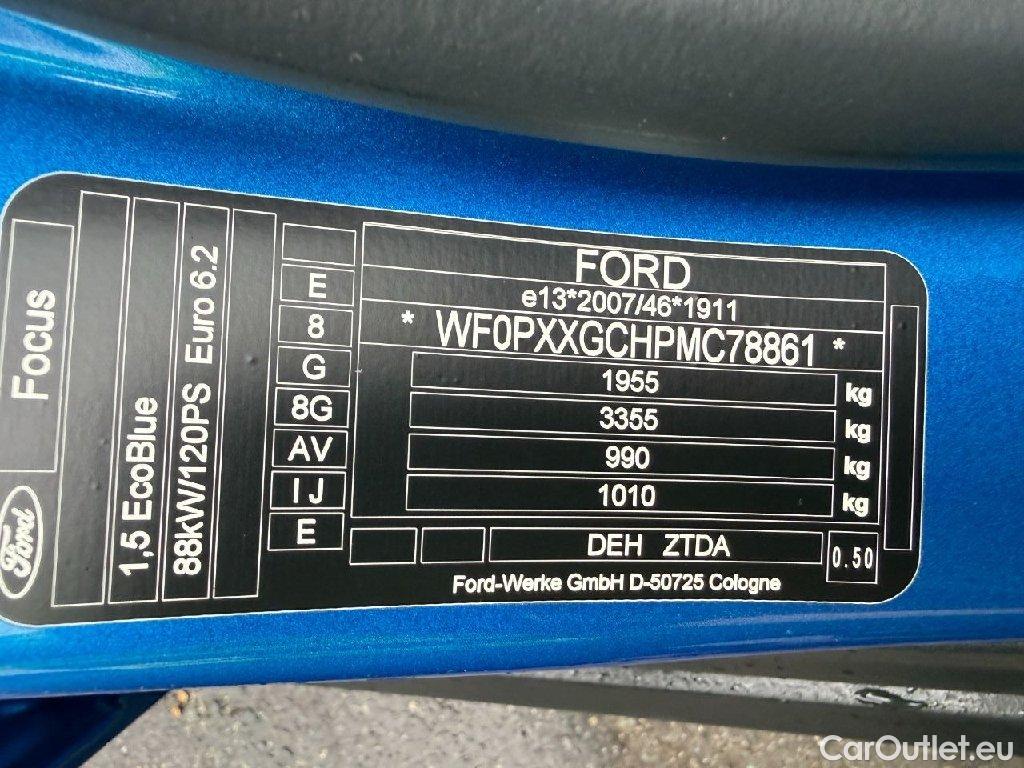 Focus
Ford
1,5 EcoBlue
88kW/120PS Euro 6.2
E
8
G
8G
AV
I J
E
FORD
e13*2007/46*1911
* WF0PXXGCHPMC78861 *
1955 kg
3355 kg
990 kg
1010 kg
DEH ZTDA
0.50
Ford-Werke GmbH D-50725 Cologne
CarOutlet.eu